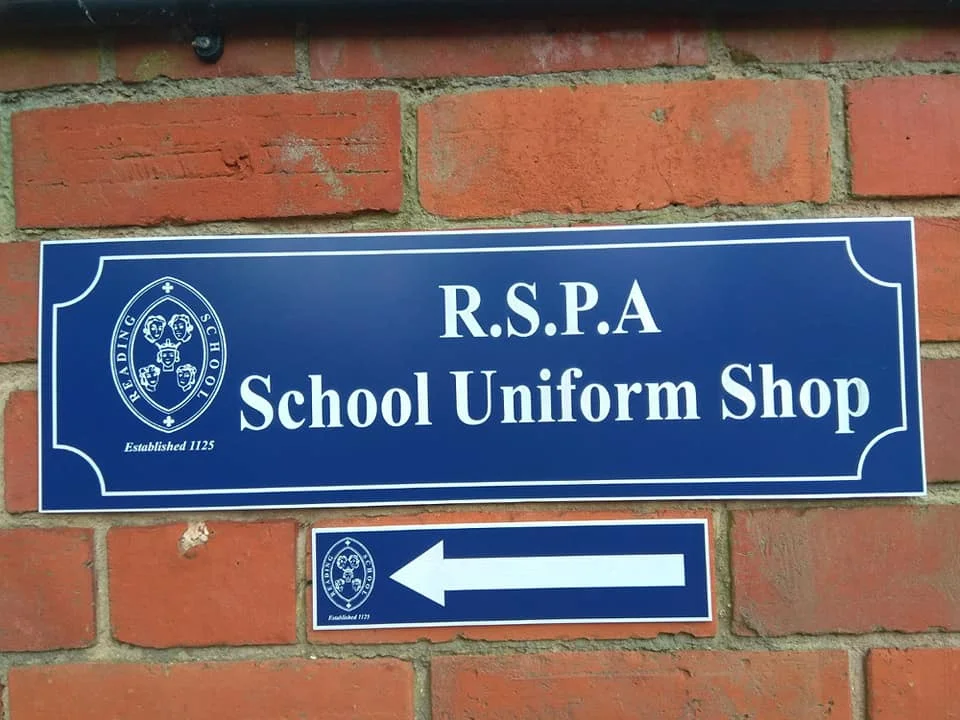 READING SCHOOL
Established 1125
R.S.P.A
School Uniform Shop
READING SCHOOL
Established 1125